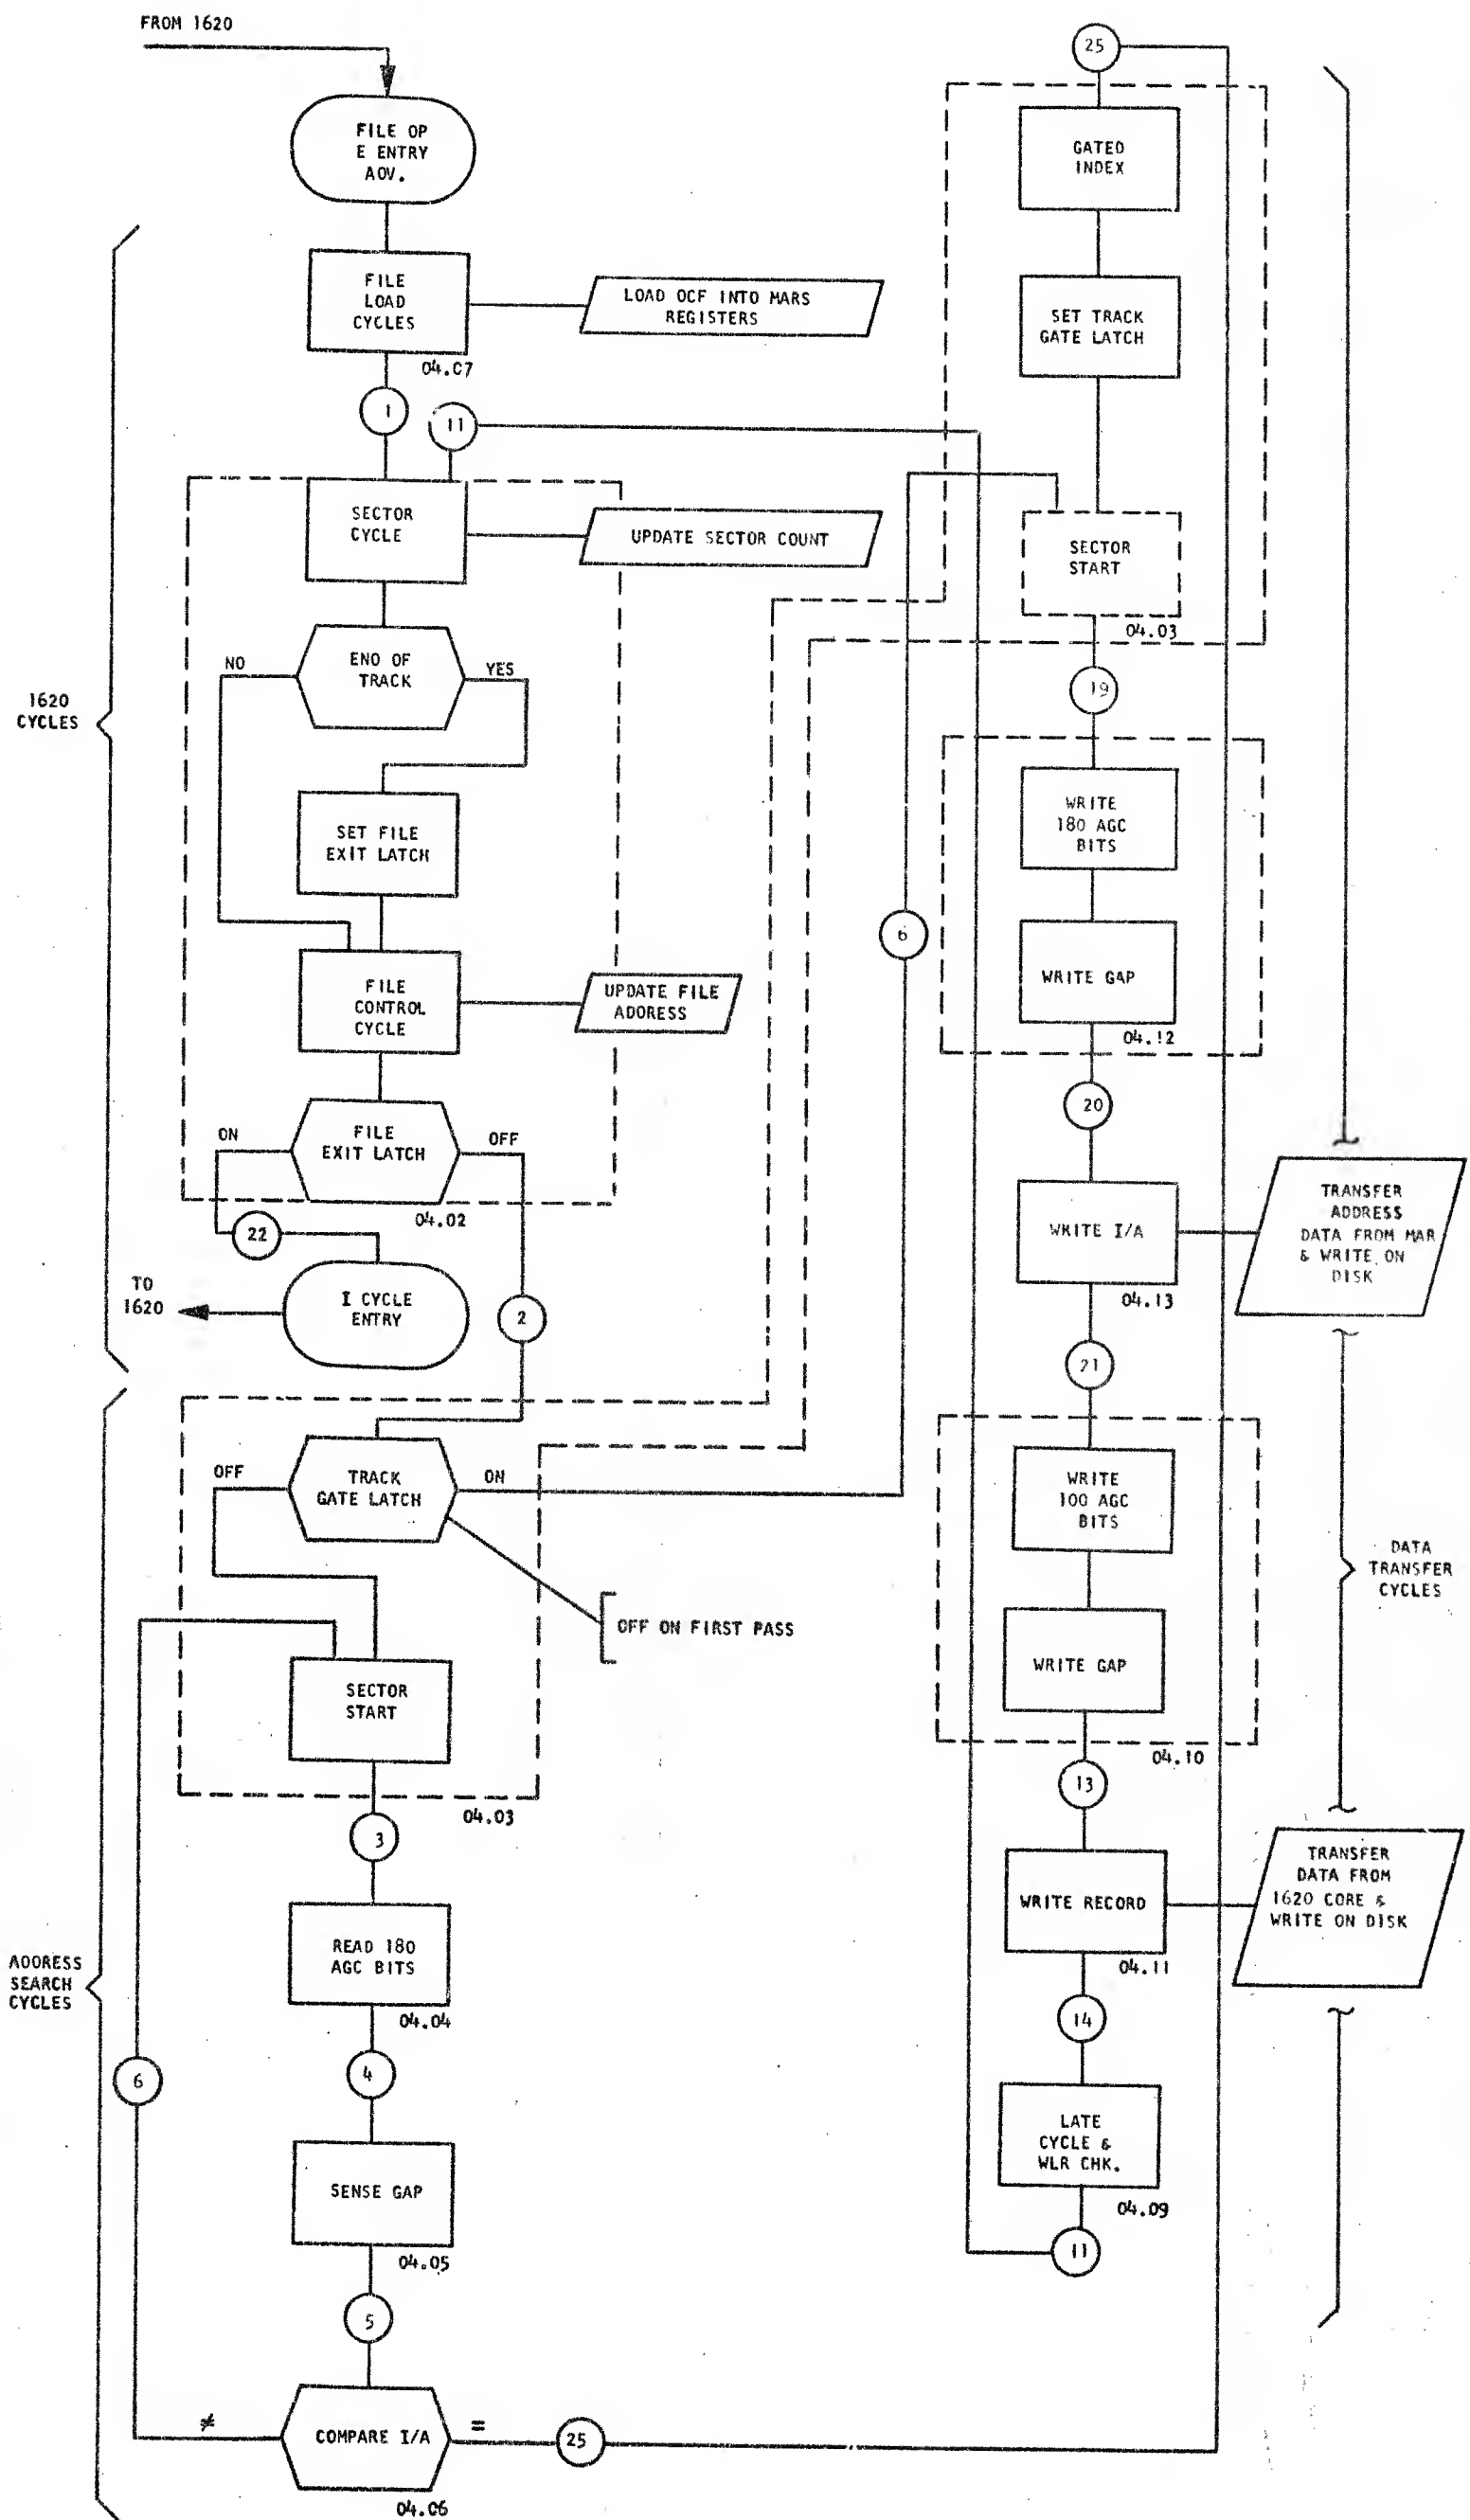 FROM 1620
FILE OP
E ENTRY
AOV.
FILE
LOAD
CYCLES
04.07
LOAD OCF INTO MARS
REGISTERS
1
11
SECTOR
CYCLE
UPDATE SECTOR COUNT
END OF
TRACK
NO
YES
1620
CYCLES
SET FILE
EXIT LATCH
FILE
CONTROL
CYCLE
UPDATE FILE
ADDRESS
FILE
EXIT LATCH
ON
OFF
04.02
22
I CYCLE
ENTRY
TO
1620
2
TRACK
GATE LATCH
OFF
ON
OFF ON FIRST PASS
SECTOR
START
04.03
3
READ 180
AGC BITS
04.04
ADDRESS
SEARCH
CYCLES
6
4
SENSE GAP
04.05
5
COMPARE I/A
≠
=
25
04.06
25
GATED
INDEX
SET TRACK
GATE LATCH
SECTOR
START
04.03
19
WRITE
180 AGC
BITS
6
WRITE GAP
04.12
20
WRITE I/A
04.13
TRANSFER
ADDRESS
DATA FROM MAR
& WRITE ON
DISK
21
WRITE
100 AGC
BITS
DATA
TRANSFER
CYCLES
WRITE GAP
04.10
13
WRITE RECORD
04.11
TRANSFER
DATA FROM
1620 CORE &
WRITE ON DISK
14
LATE
CYCLE &
WLR CHK.
04.09
11